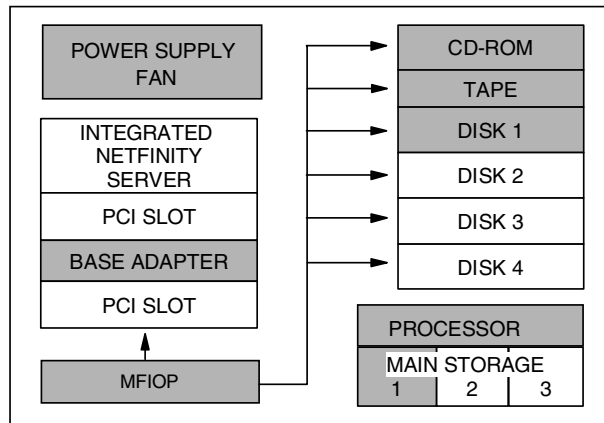 POWER SUPPLY
FAN
INTEGRATED
NETFINITY
SERVER
PCI SLOT
BASE ADAPTER
PCI SLOT
MFIOP
CD-ROM
TAPE
DISK 1
DISK 2
DISK 3
DISK 4
PROCESSOR
MAIN STORAGE
1 2 3